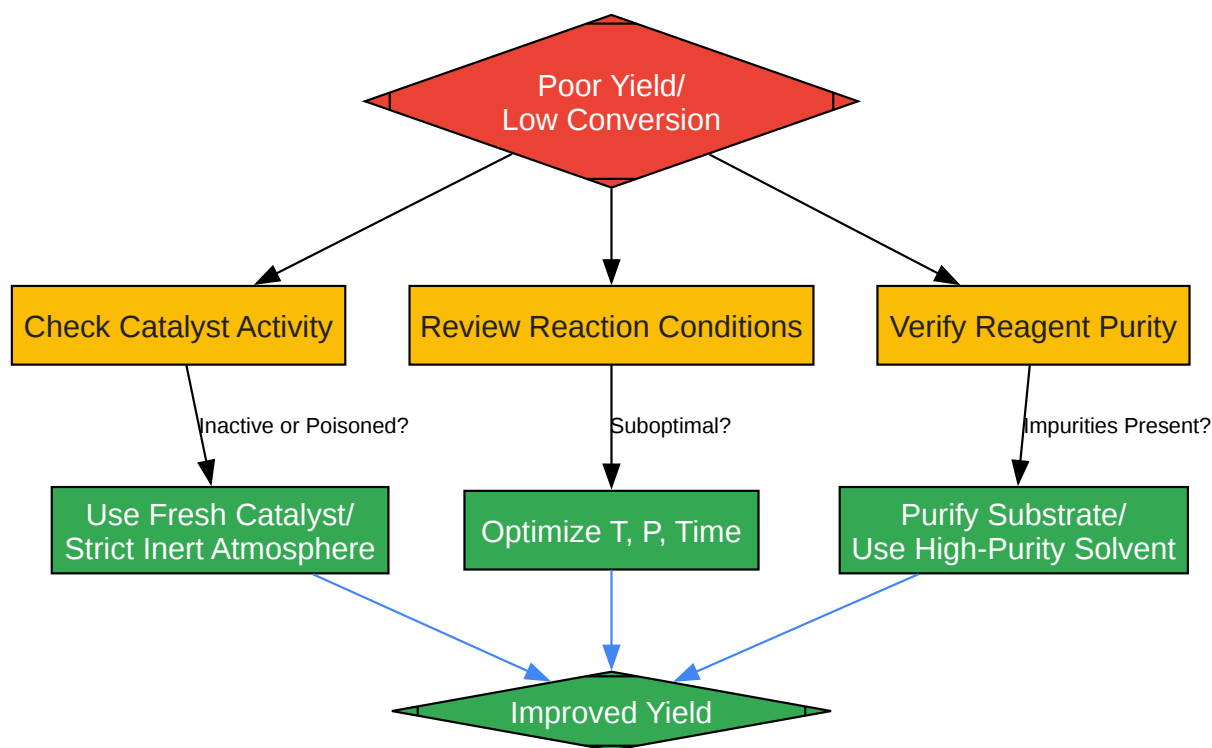 Poor Yield/
Low Conversion
Check Catalyst Activity
Review Reaction Conditions
Verify Reagent Purity
Inactive or Poisoned?
Suboptimal?
Impurities Present?
Use Fresh Catalyst/
Strict Inert Atmosphere
Optimize T, P, Time
Purify Substrate/
Use High-Purity Solvent
Improved Yield